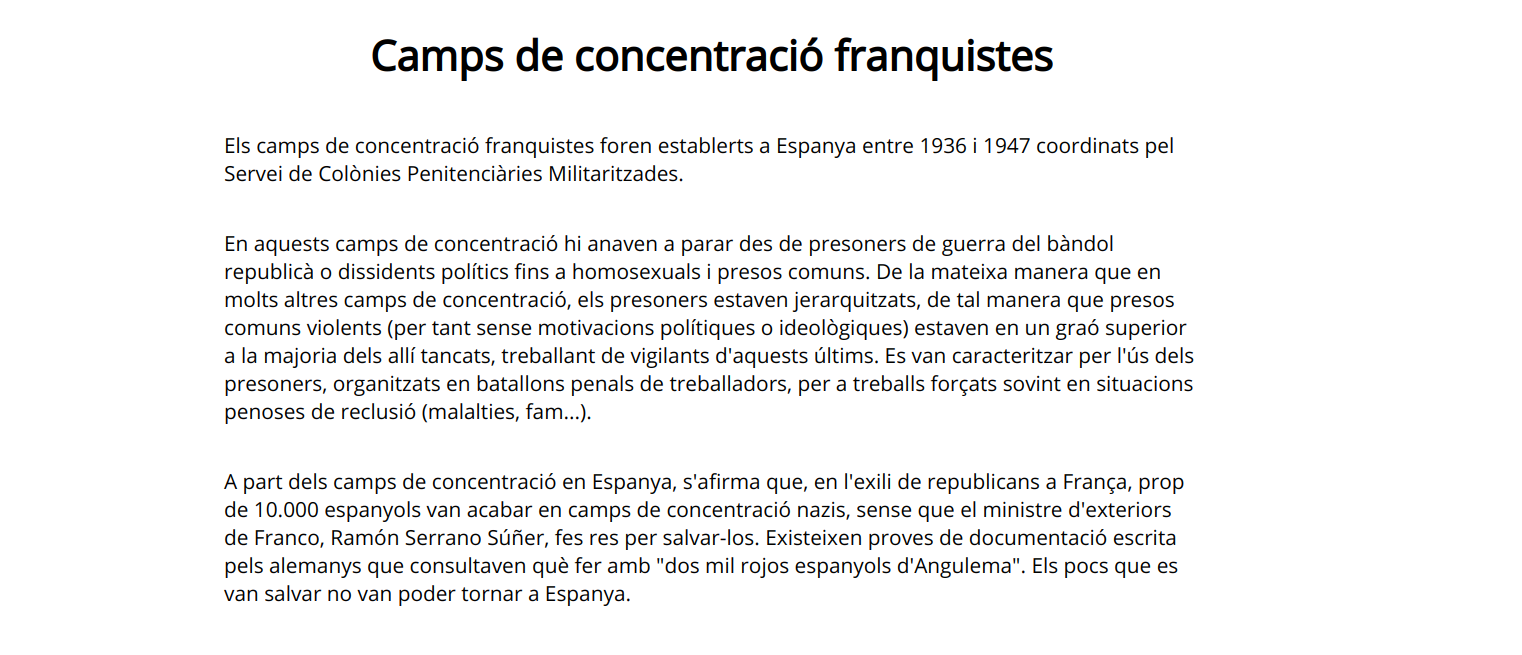 Camps de concentració franquistes
Els camps de concentració franquistes foren establerts a Espanya entre 1936 i 1947 coordinats pel
Servei de Colònies Penitenciàries Militaritzades.
En aquests camps de concentració hi anaven a parar des de presoners de guerra del bàndol
republicà o dissidents polítics fins a homosexuals i presos comuns. De la mateixa manera que en
molts altres camps de concentració, els presoners estaven jerarquitzats, de tal manera que presos
comuns violents (per tant sense motivacions polítiques o ideològiques) estaven en un graó superior
a la majoria dels allí tancats, treballant de vigilants d'aquests últims. Es van caracteritzar per l'ús dels
presoners, organitzats en batallons penals de treballadors, per a treballs forçats sovint en situacions
penoses de reclusió (malalties, fam...).
A part dels camps de concentració en Espanya, s'afirma que, en l'exili de republicans a França, prop
de 10.000 espanyols van acabar en camps de concentració nazis, sense que el ministre d'exteriors
de Franco, Ramón Serrano Súñer, fes res per salvar-los. Existeixen proves de documentació escrita
pels alemanys que consultaven què fer amb "dos mil rojos espanyols d'Angulema". Els pocs que es
van salvar no van poder tornar a Espanya.